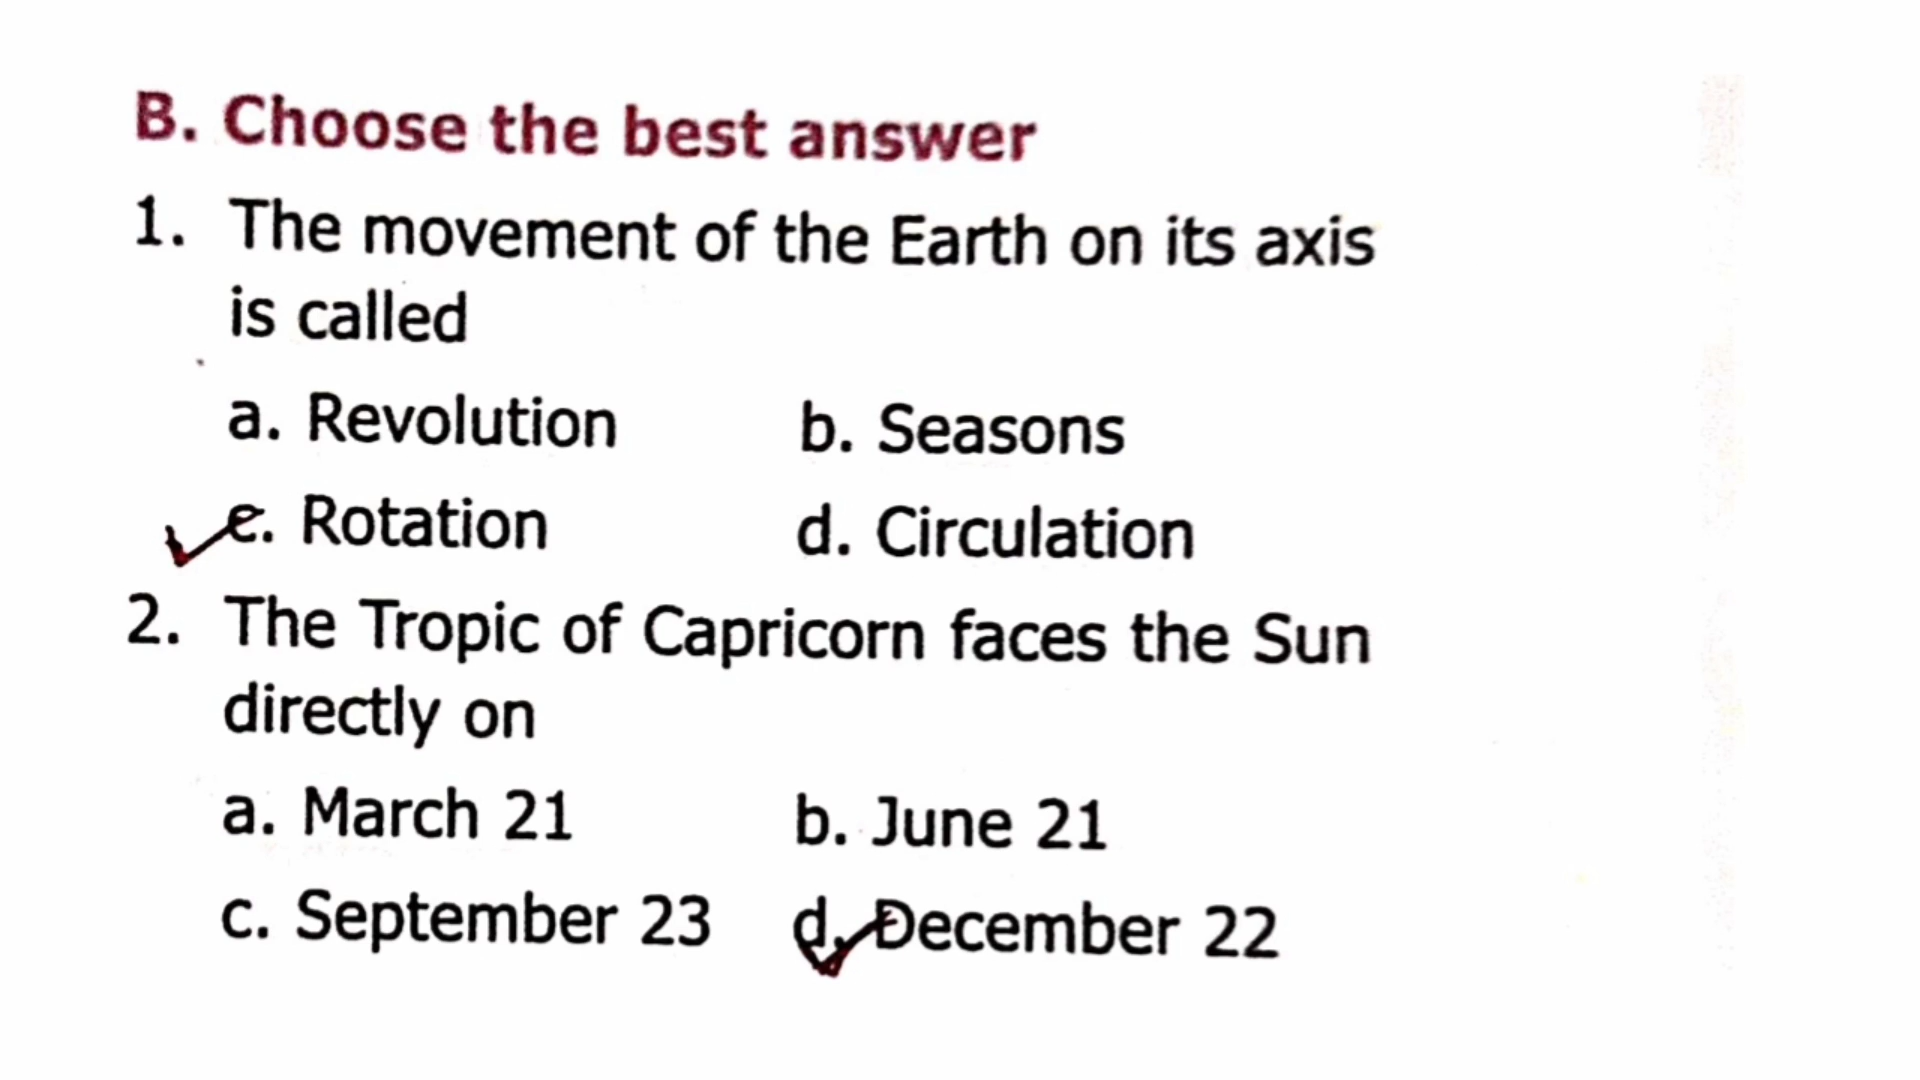 B. Choose the best answer
1. The movement of the Earth on its axis
is called
a. Revolution b. Seasons
c. Rotation d. Circulation
2. The Tropic of Capricorn faces the Sun
directly on
a. March 21 b. June 21
c. September 23 d. December 22